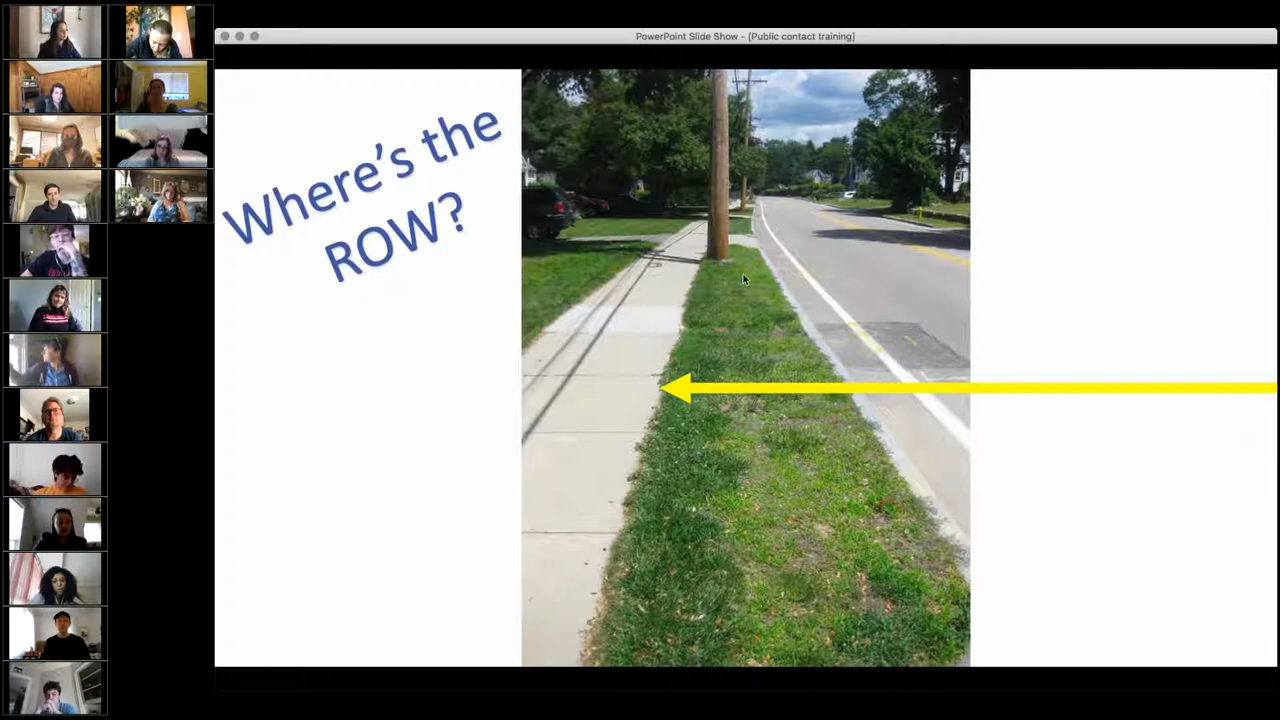 PowerPoint Slide Show - [Public contact training]
Where's the
ROW?